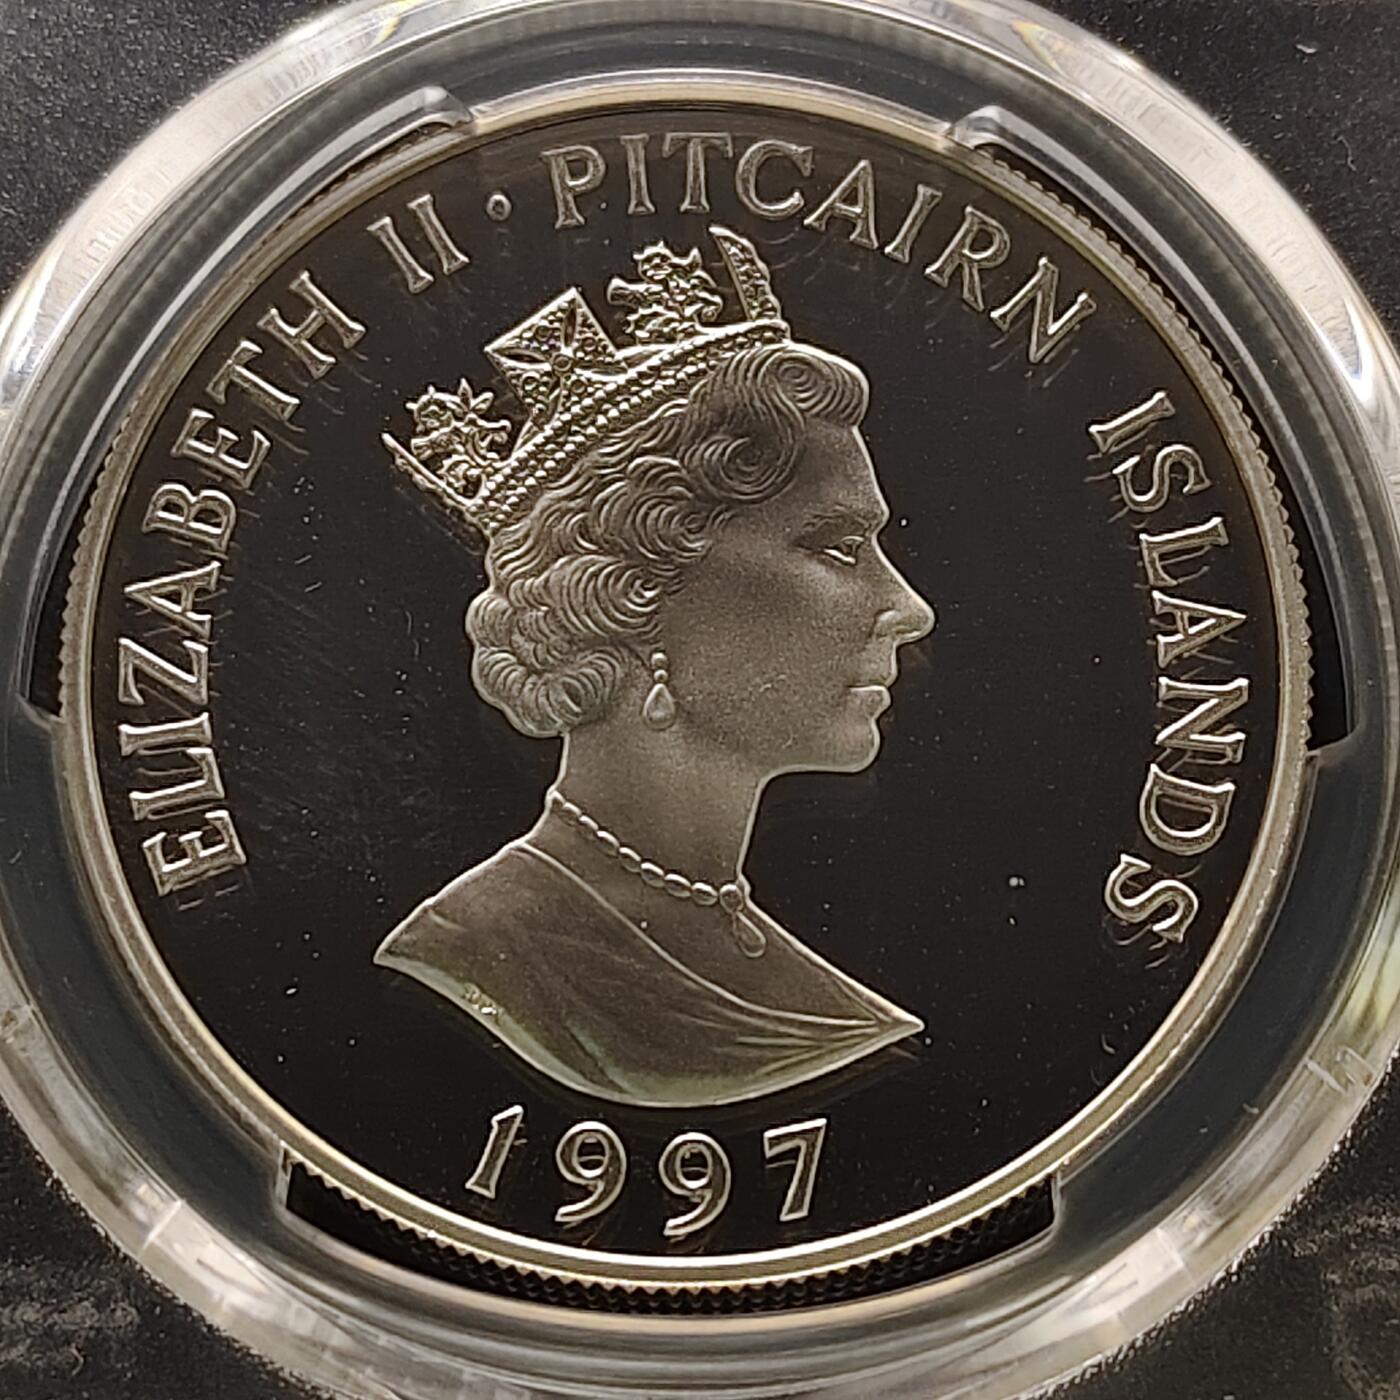 ELIZABETH II · PITCAIRN ISLANDS
1997